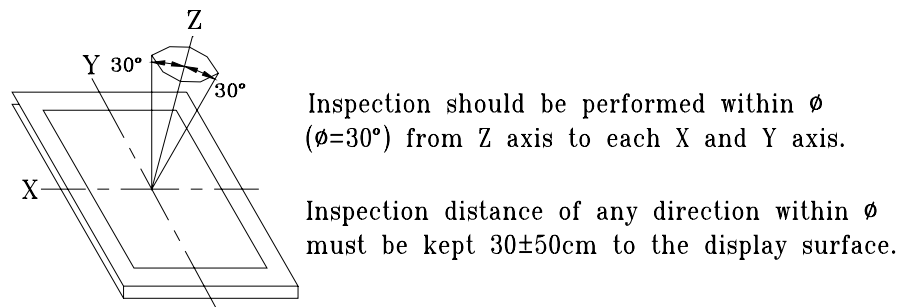 Z
Y 30°
30°
X
Inspection should be performed within ø
(ø=30°) from Z axis to each X and Y axis.
Inspection distance of any direction within ø
must be kept 30±50cm to the display surface.